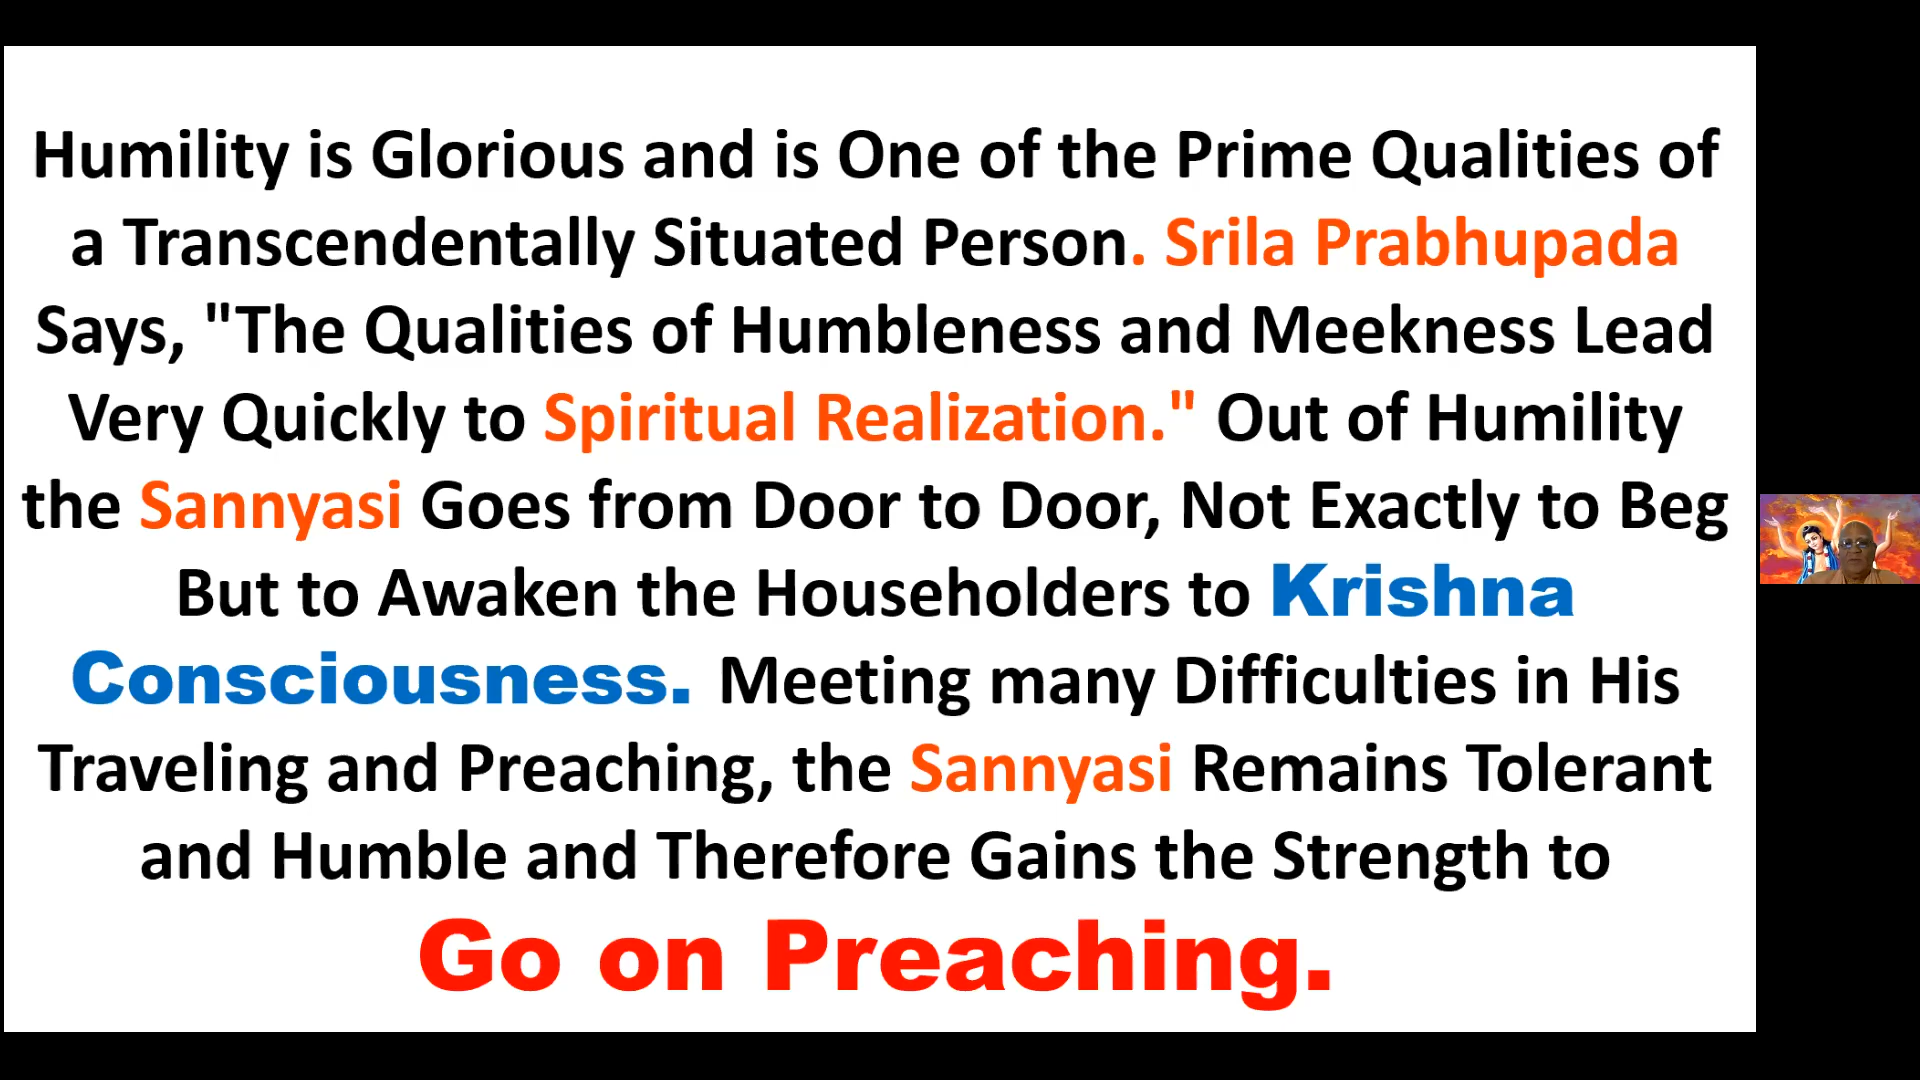 Humility is Glorious and is One of the Prime Qualities of
a Transcendentally Situated Person. Srila Prabhupada
Says, "The Qualities of Humbleness and Meekness Lead
Very Quickly to Spiritual Realization." Out of Humility
the Sannyasi Goes from Door to Door, Not Exactly to Beg
But to Awaken the Householders to Krishna
Consciousness. Meeting many Difficulties in His
Traveling and Preaching, the Sannyasi Remains Tolerant
and Humble and Therefore Gains the Strength to
Go on Preaching.